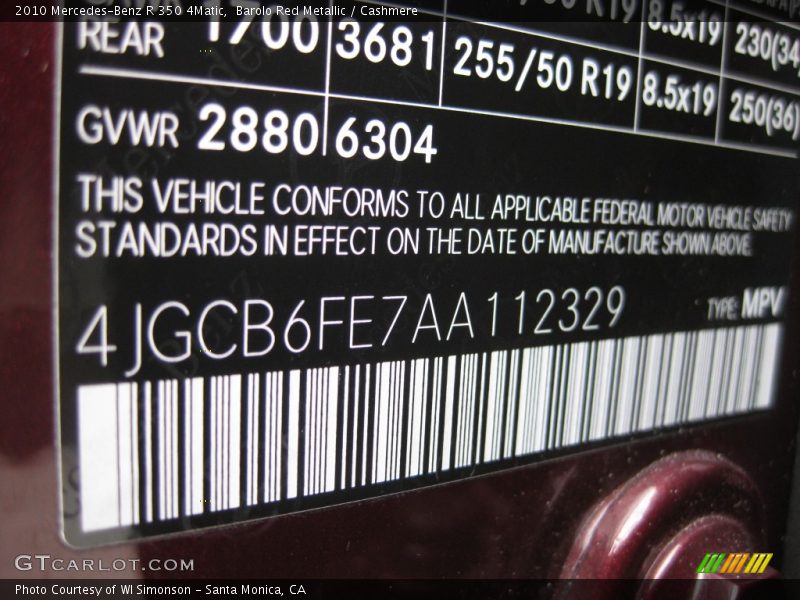 2010 Mercedes-Benz R 350 4Matic, Barolo Red Metallic / Cashmere
REAR 1700 3681 255/50 R19 8.5x19 250(36)
R19 8.5x19 230(34
GVWR 2880 6304
THIS VEHICLE CONFORMS TO ALL APPLICABLE FEDERAL MOTOR VEHICLE SAFETY
STANDARDS IN EFFECT ON THE DATE OF MANUFACTURE SHOWN ABOVE.
4JGCB6FE7AA112329 TYPE: MPV
GTCARLOT.COM
Photo Courtesy of WI Simonson - Santa Monica, CA